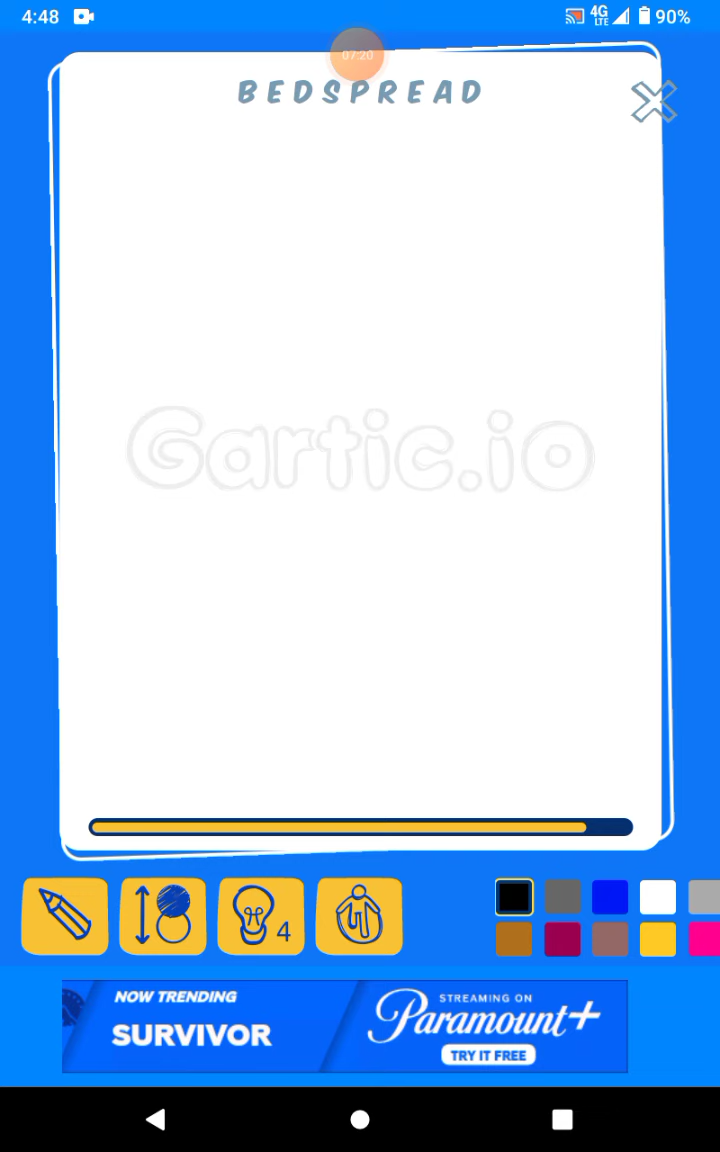 4:48
4G
LTE
90%
07:20
BEDSPREAD
Gartic.io
4
NOW TRENDING
SURVIVOR
STREAMING ON
Paramount+
TRY IT FREE